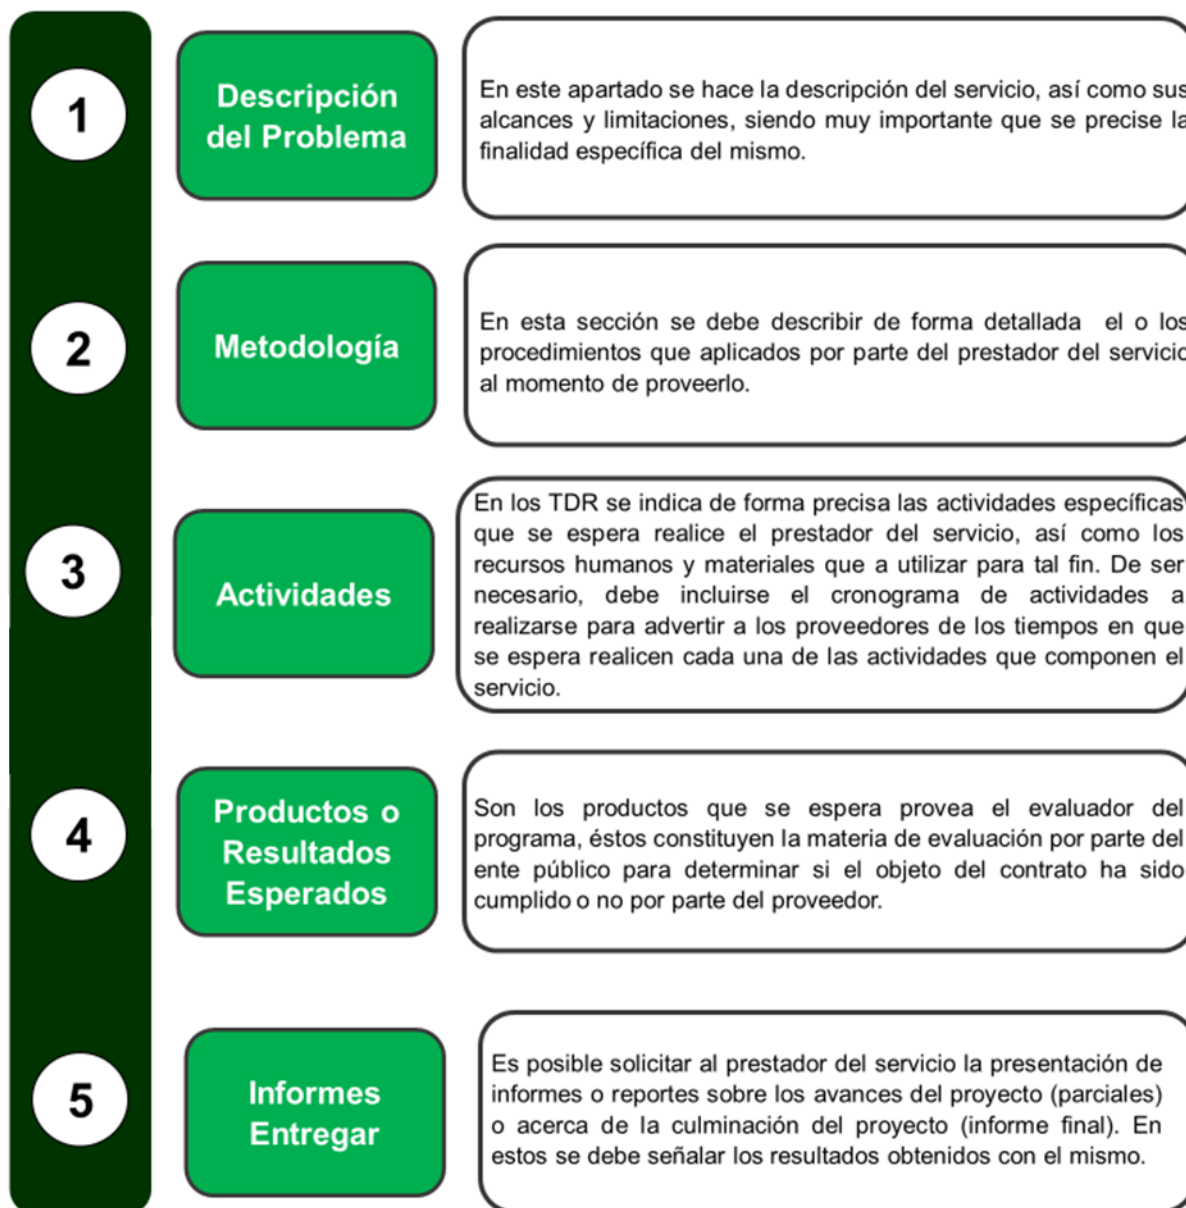 1
Descripción
del Problema
En este apartado se hace la descripción del servicio, así como sus
alcances y limitaciones, siendo muy importante que se precise la
finalidad específica del mismo.
2
Metodología
En esta sección se debe describir de forma detallada el o los
procedimientos que aplicados por parte del prestador del servicio
al momento de proveerlo.
3
Actividades
En los TDR se indica de forma precisa las actividades específicas
que se espera realice el prestador del servicio, así como los
recursos humanos y materiales que a utilizar para tal fin. De ser
necesario, debe incluirse el cronograma de actividades a
realizarse para advertir a los proveedores de los tiempos en que
se espera realicen cada una de las actividades que componen el
servicio.
4
Productos o
Resultados
Esperados
Son los productos que se espera provea el evaluador del
programa, éstos constituyen la materia de evaluación por parte del
ente público para determinar si el objeto del contrato ha sido
cumplido o no por parte del proveedor.
5
Informes
Entregar
Es posible solicitar al prestador del servicio la presentación de
informes o reportes sobre los avances del proyecto (parciales)
o acerca de la culminación del proyecto (informe final). En
estos se debe señalar los resultados obtenidos con el mismo.